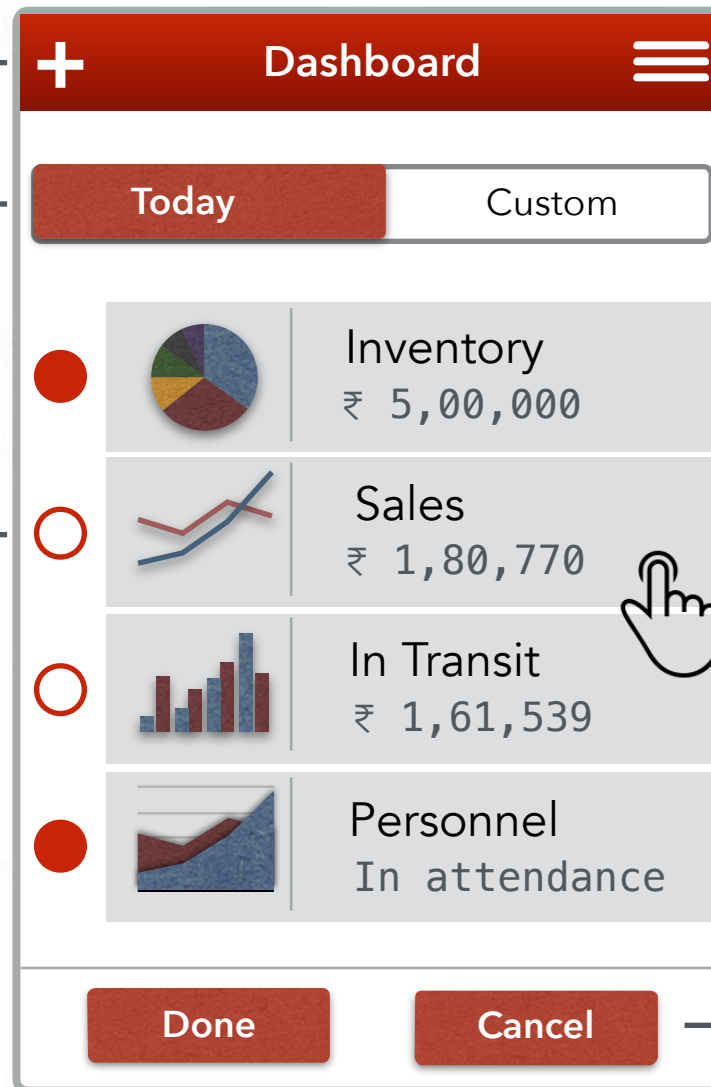 Dashboard
Today
Custom
Inventory
₹ 5,00,000
Sales
₹ 1,80,770
In Transit
₹ 1,61,539
Personnel
In attendance
Done
Cancel